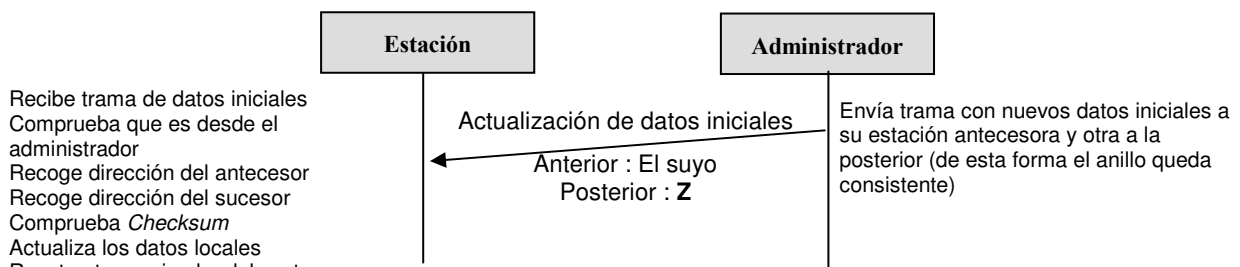 Estación
Administrador
Recibe trama de datos iniciales
Comprueba que es desde el
administrador
Recoge dirección del antecesor
Recoge dirección del sucesor
Comprueba Checksum
Actualiza los datos locales
Actualización de datos iniciales
Anterior : El suyo
Posterior : Z
Envía trama con nuevos datos iniciales a
su estación antecesora y otra a la
posterior (de esta forma el anillo queda
consistente)